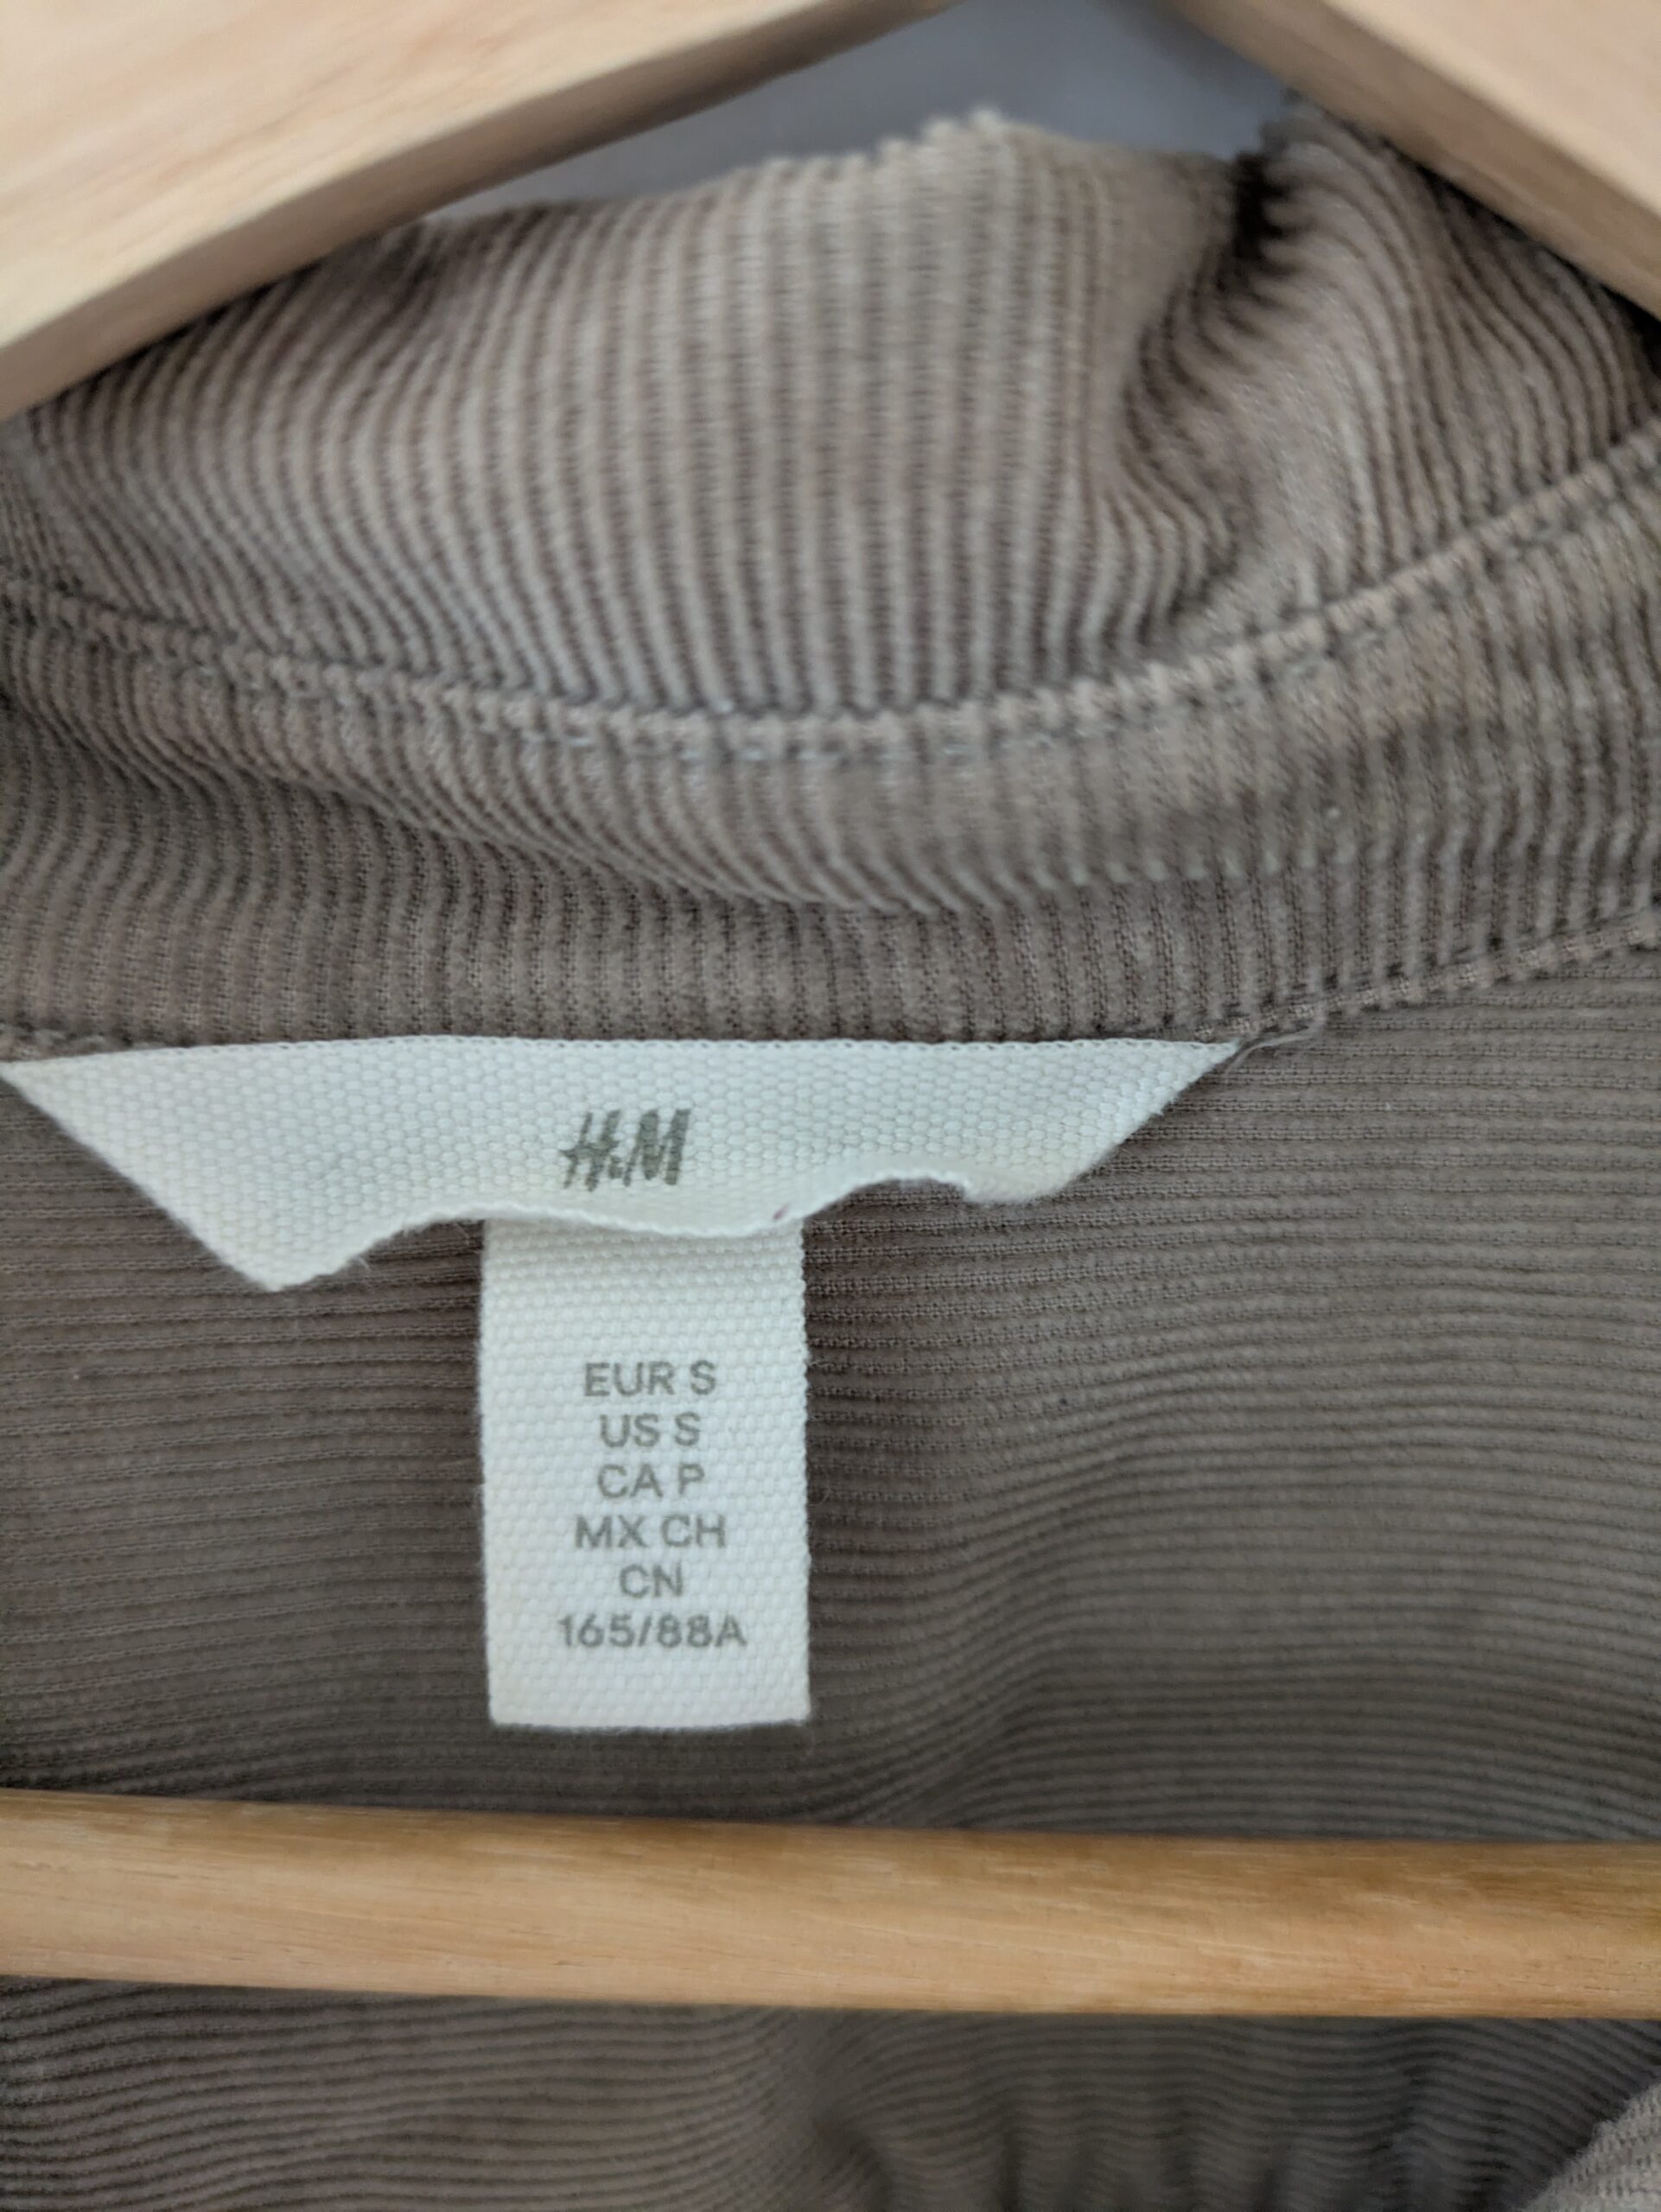 H&M
EUR S
US S
CA P
MX CH
CN
165/88A